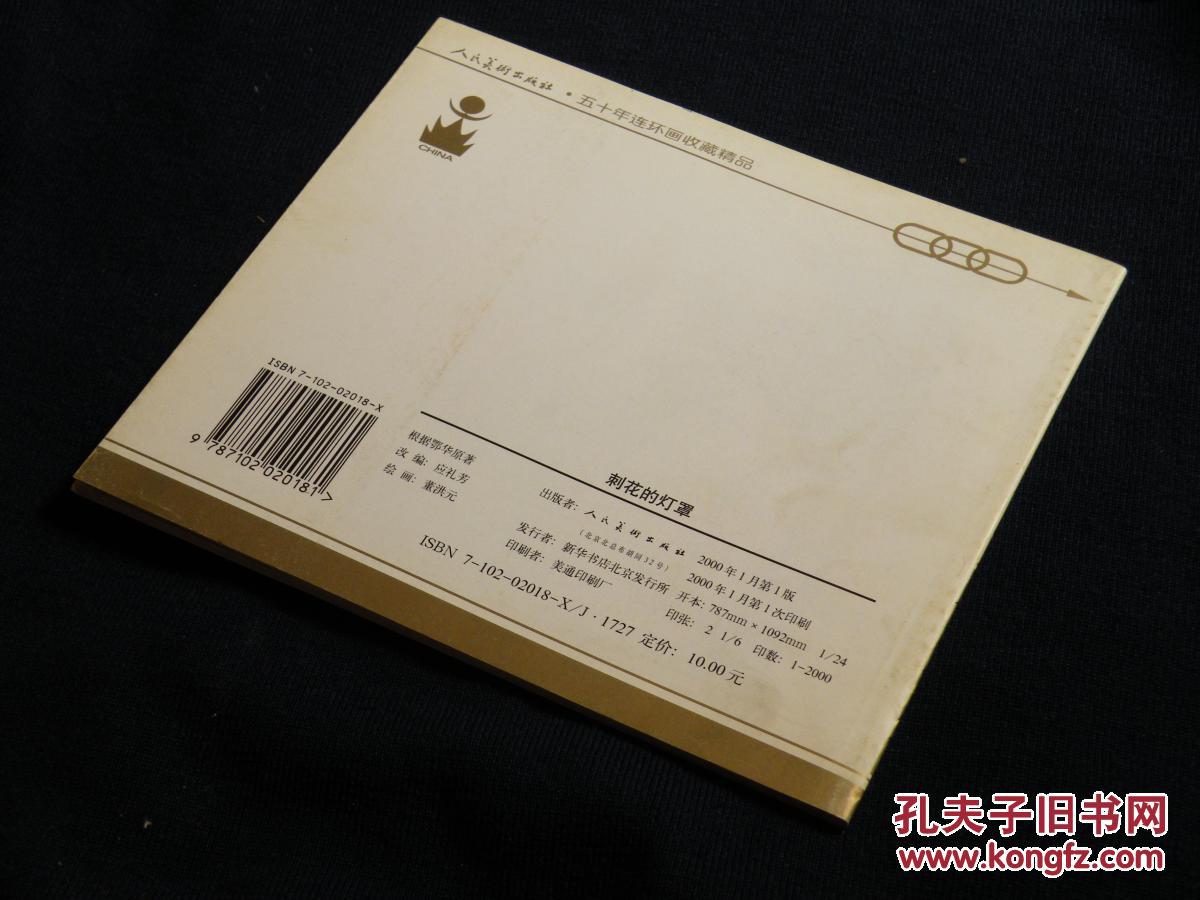 人民美術出版社·五十年连环画收藏精品
CHINA
ISBN 7-102-02018-X
9 787102 020181 >
根据鄂华原著
改 编: 应礼芳
绘 画: 董洪元
刺花的灯罩
出版者: 人民美術出版社
(北京北总布胡同32号)
发行者: 新华书店北京发行所
印刷者: 美通印刷厂
2000年1月第1版
2000年1月第1次印刷
开本: 787mm×1092mm 1/24
印张: 2 1/6 印数: 1-2000
ISBN 7-102-02018-X/J·1727 定价: 10.00元
孔夫子旧书网
www.kongfz.com